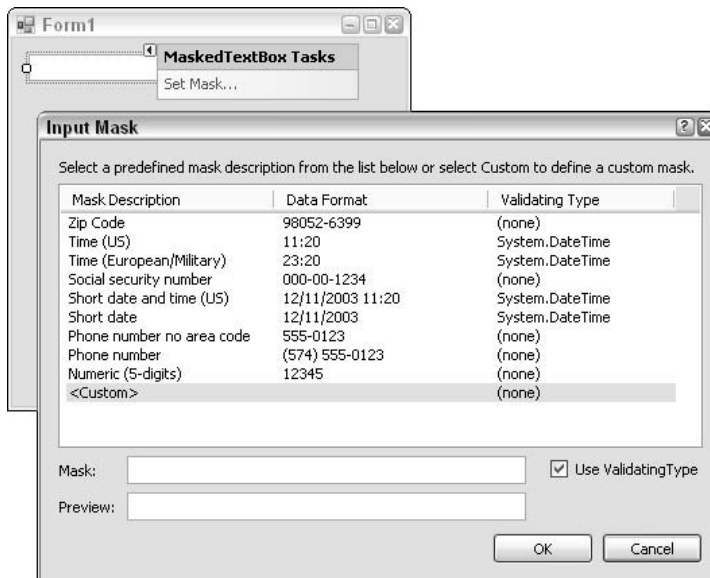 Form1
MaskedTextBox Tasks
Set Mask...
Input Mask
Select a predefined mask description from the list below or select Custom to define a custom mask.
Mask Description Data Format Validating Type
Zip Code 98052-6399 (none)
Time (US) 11:20 System.DateTime
Time (European/Military) 23:20 System.DateTime
Social security number 000-00-1234 (none)
Short date and time (US) 12/11/2003 11:20 System.DateTime
Short date 12/11/2003 System.DateTime
Phone number no area code 555-0123 (none)
Phone number (574) 555-0123 (none)
Numeric (5-digits) 12345 (none)
<Custom> (none)
Mask: Use ValidatingType
Preview:
OK Cancel